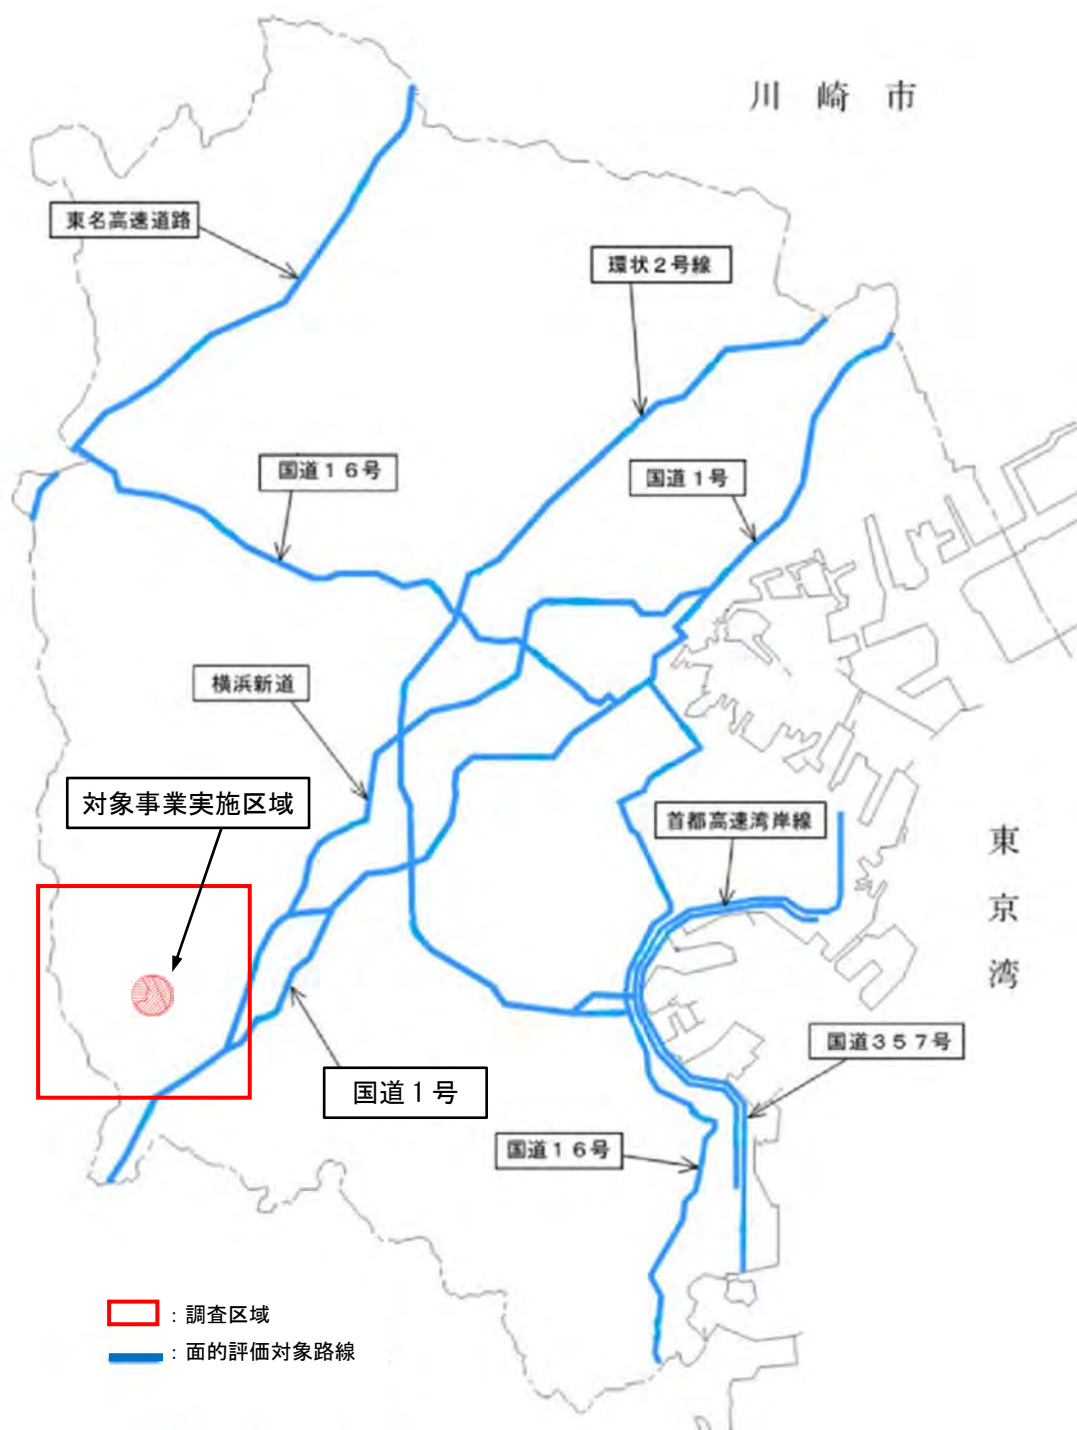 川崎市
東名高速道路
環状2号線
国道16号
国道1号
横浜新道
対象事業実施区域
首都高速湾岸線
東京湾
国道357号
国道1号
国道16号
：調査区域
：面的評価対象路線